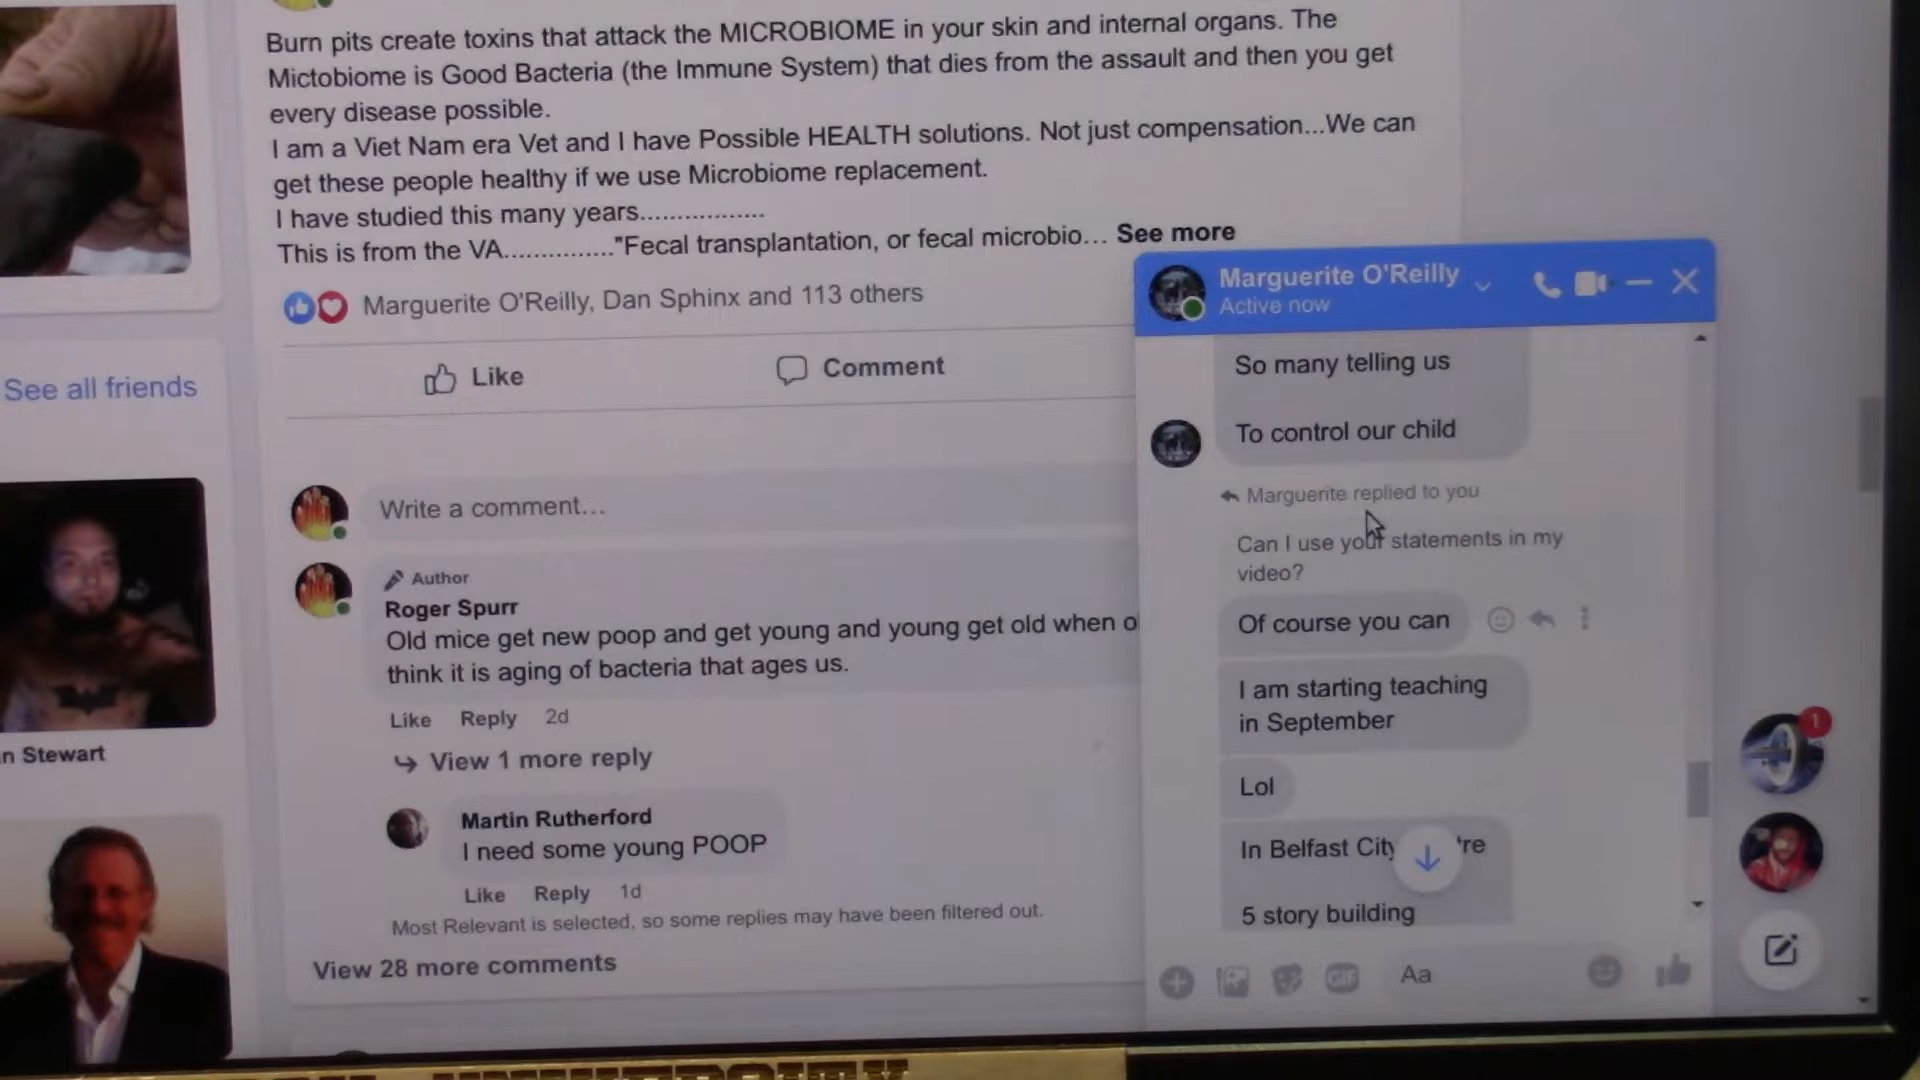 Burn pits create toxins that attack the MICROBIOME in your skin and internal organs. The
Mictobiome is Good Bacteria (the Immune System) that dies from the assault and then you get
every disease possible.
I am a Viet Nam era Vet and I have Possible HEALTH solutions. Not just compensation...We can
get these people healthy if we use Microbiome replacement.
I have studied this many years.................
This is from the VA..............."Fecal transplantation, or fecal microbio... See more
Marguerite O'Reilly, Dan Sphinx and 113 others
Like
Comment
Write a comment...
Author
Roger Spurr
Old mice get new poop and get young and young get old when o
think it is aging of bacteria that ages us.
Like Reply 2d
View 1 more reply
Martin Rutherford
I need some young POOP
Like Reply 1d
Most Relevant is selected, so some replies may have been filtered out.
View 28 more comments
See all friends
n Stewart
Marguerite O'Reilly
Active now
So many telling us
To control our child
Marguerite replied to you
Can I use your statements in my
video?
Of course you can
I am starting teaching
in September
Lol
In Belfast City
5 story building
GIF
Aa
1